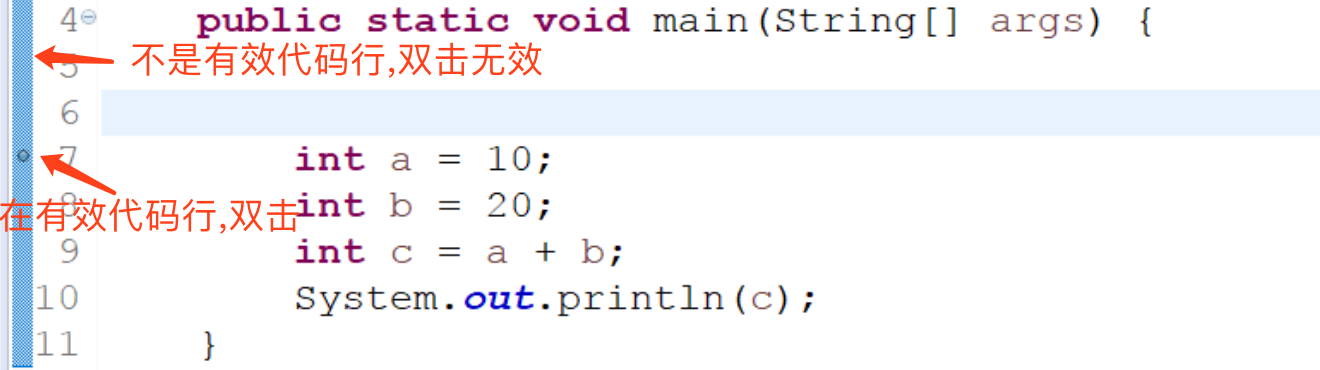 4 public static void main(String[] args) {
不是有效代码行,双击无效
5
6
7 int a = 10;
在有效代码行,双击
8 int b = 20;
9 int c = a + b;
10 System.out.println(c);
11 }